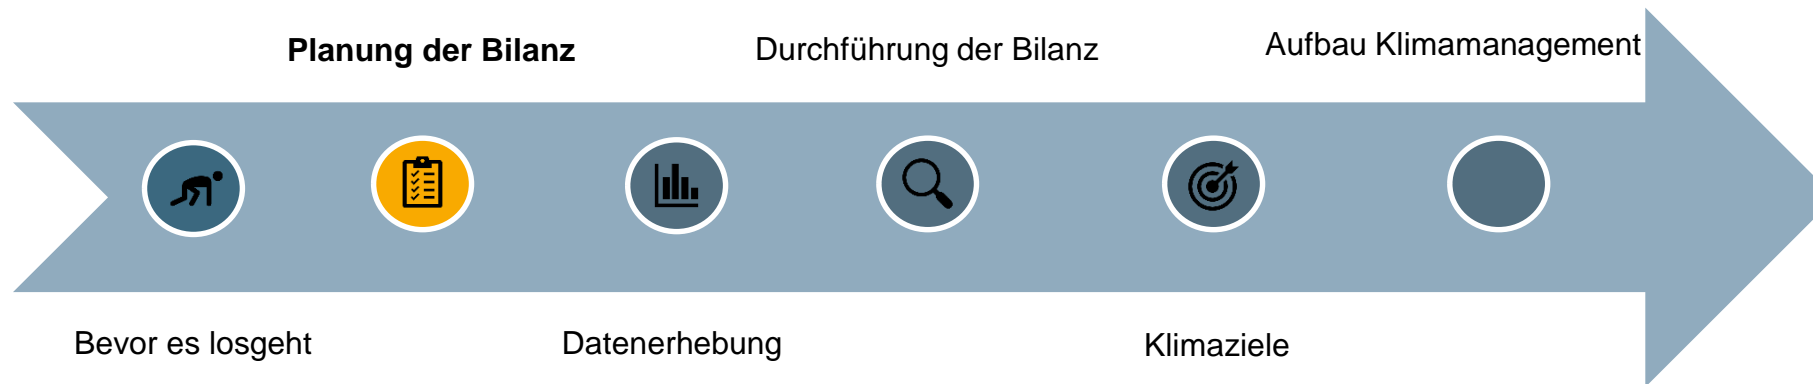 Planung der Bilanz
Durchführung der Bilanz
Aufbau Klimamanagement
Bevor es losgeht
Datenerhebung
Klimaziele